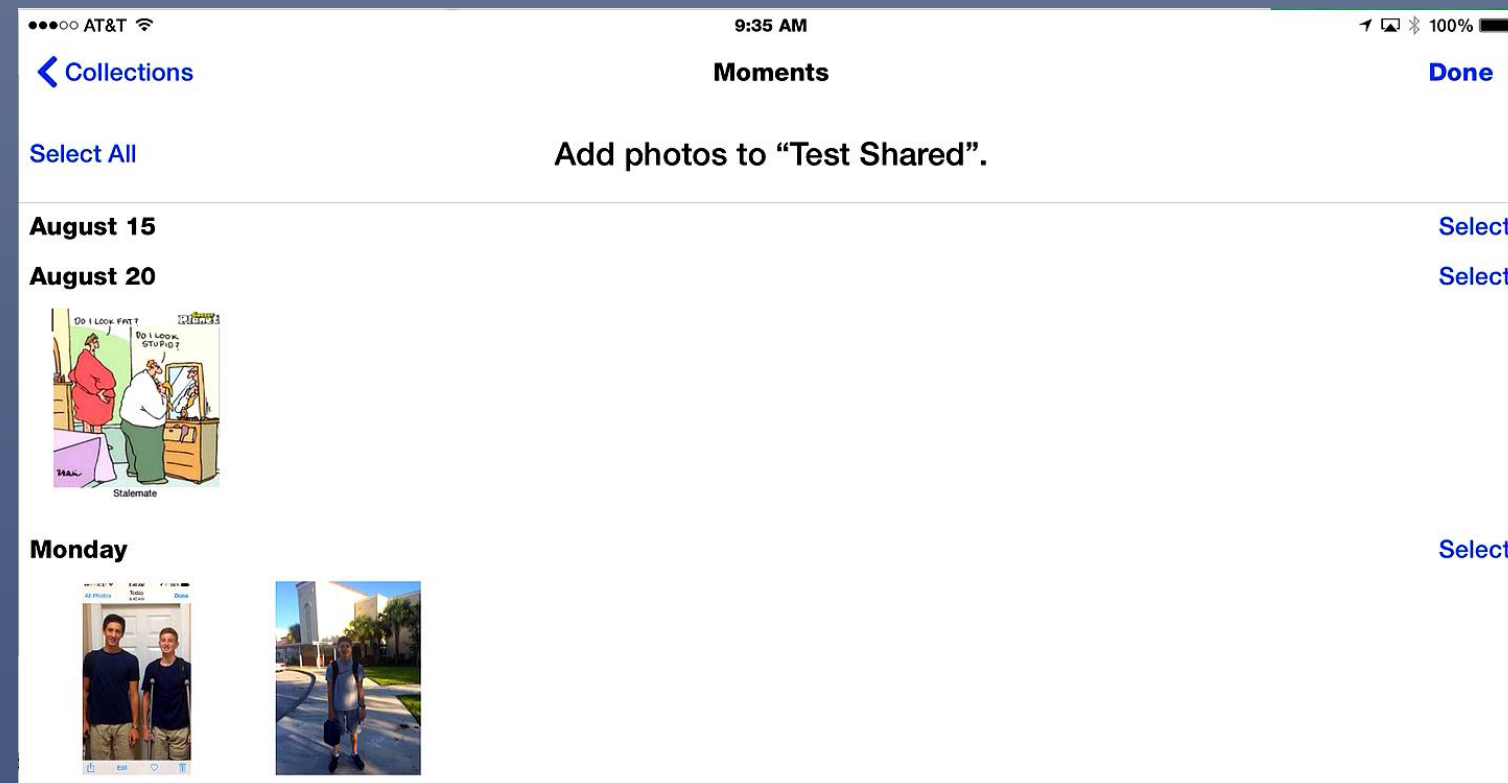 AT&T 9:35 AM 100%
Collections Moments Done
Select All Add photos to “Test Shared”.
August 15 Select
August 20 Select
DO I LOOK FAT?
DO I LOOK
STUPID?
Stalemate
Monday Select
All Photos Today Done
Edit